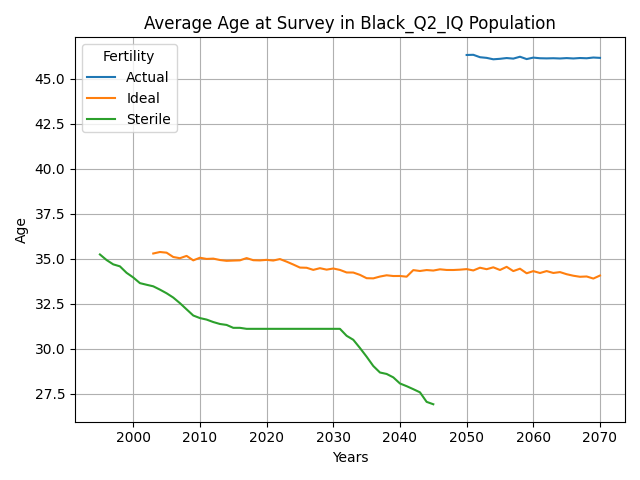 Average Age at Survey in Black_Q2_IQ Population
Fertility
Actual
Ideal
Sterile
45.0
42.5
40.0
37.5
35.0
32.5
30.0
27.5
Age
2000
2010
2020
2030
2040
2050
2060
2070
Years